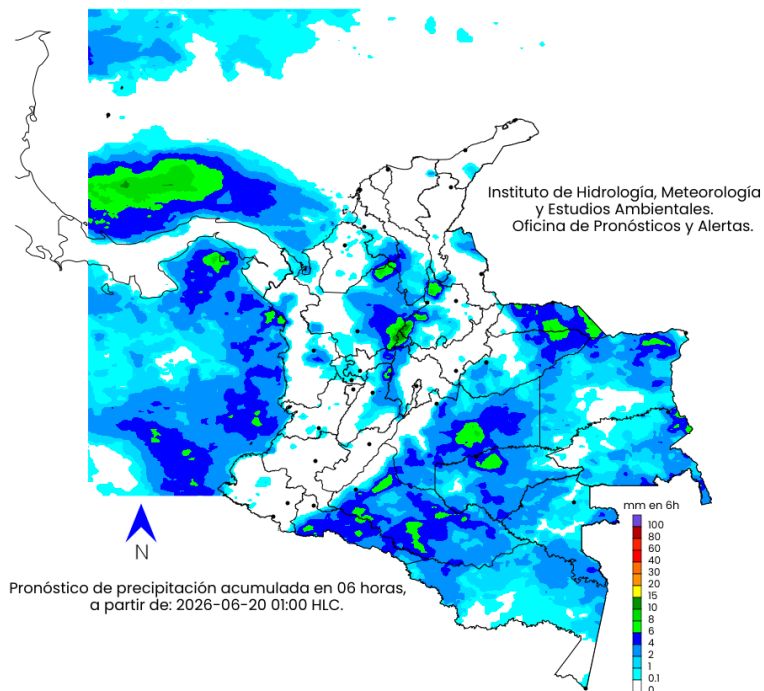 Instituto de Hidrología, Meteorología
y Estudios Ambientales.
Oficina de Pronósticos y Alertas.
N
mm en 6h
100
80
60
40
30
20
15
10
8
6
4
2
1
0.1
0
Pronóstico de precipitación acumulada en 06 horas,
a partir de: 2026-06-20 01:00 HLC.